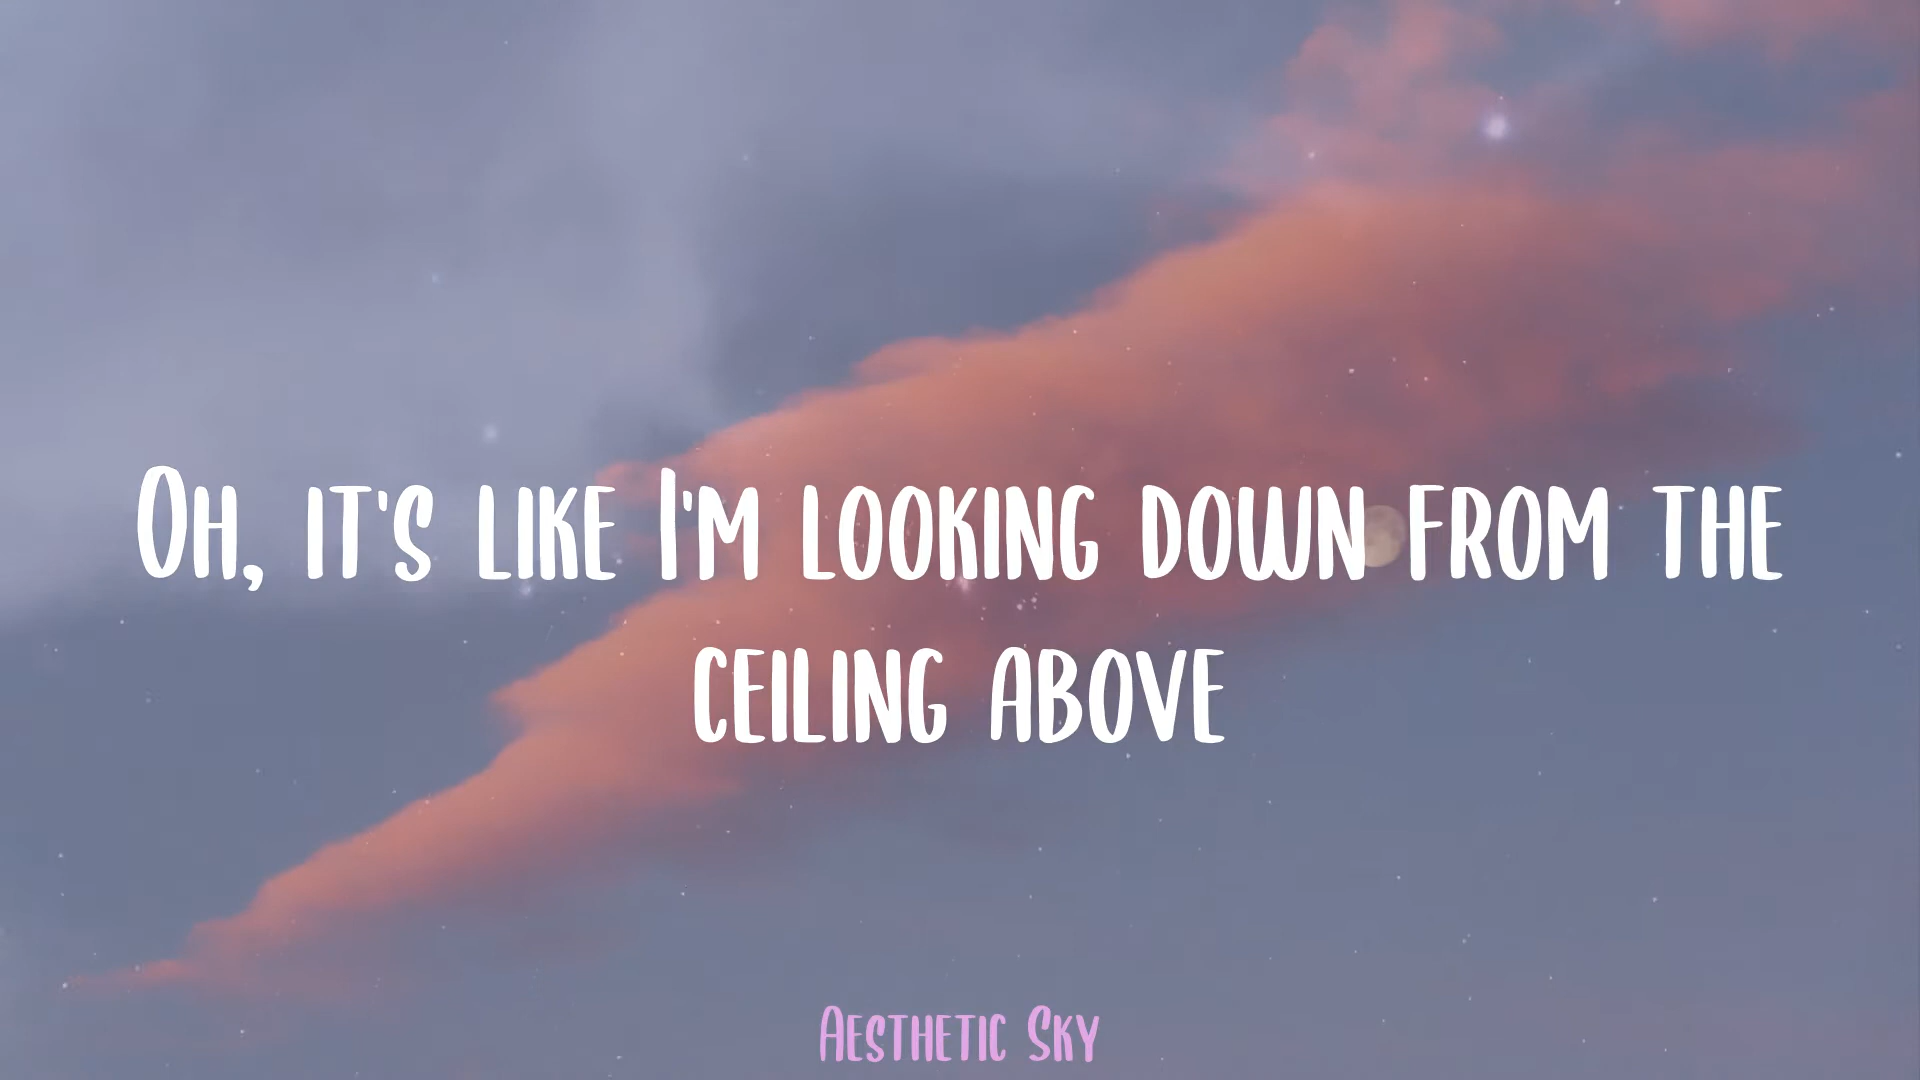 Oh, it's like I'm looking down from the
ceiling above
Aesthetic Sky